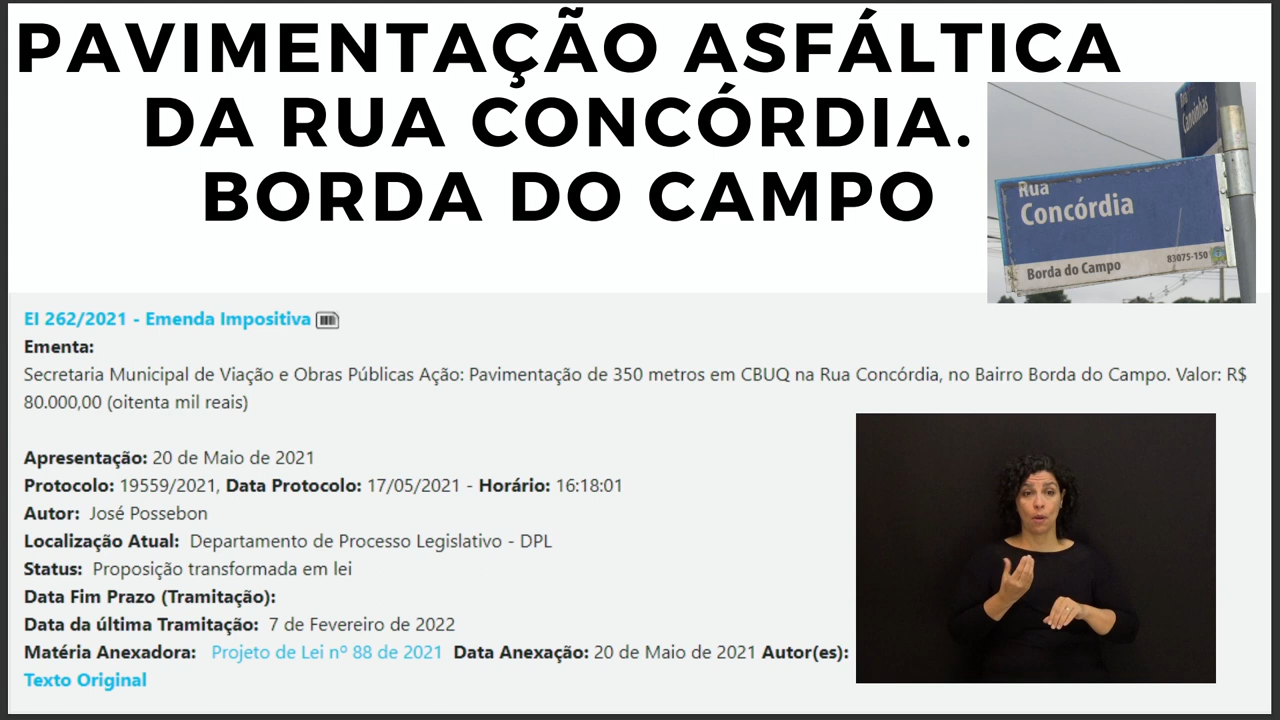 PAVIMENTAÇÃO ASFÁLTICA
DA RUA CONCÓRDIA.
BORDA DO CAMPO
Rua
Canoinhas
Rua
Concórdia
Borda do Campo
83075-150
EI 262/2021 - Emenda Impositiva
Ementa:
Secretaria Municipal de Viação e Obras Públicas Ação: Pavimentação de 350 metros em CBUQ na Rua Concórdia, no Bairro Borda do Campo. Valor: R$
80.000,00 (oitenta mil reais)
Apresentação: 20 de Maio de 2021
Protocolo: 19559/2021, Data Protocolo: 17/05/2021 - Horário: 16:18:01
Autor: José Possebon
Localização Atual: Departamento de Processo Legislativo - DPL
Status: Proposição transformada em lei
Data Fim Prazo (Tramitação):
Data da última Tramitação: 7 de Fevereiro de 2022
Matéria Anexadora: Projeto de Lei nº 88 de 2021 Data Anexação: 20 de Maio de 2021 Autor(es):
Texto Original